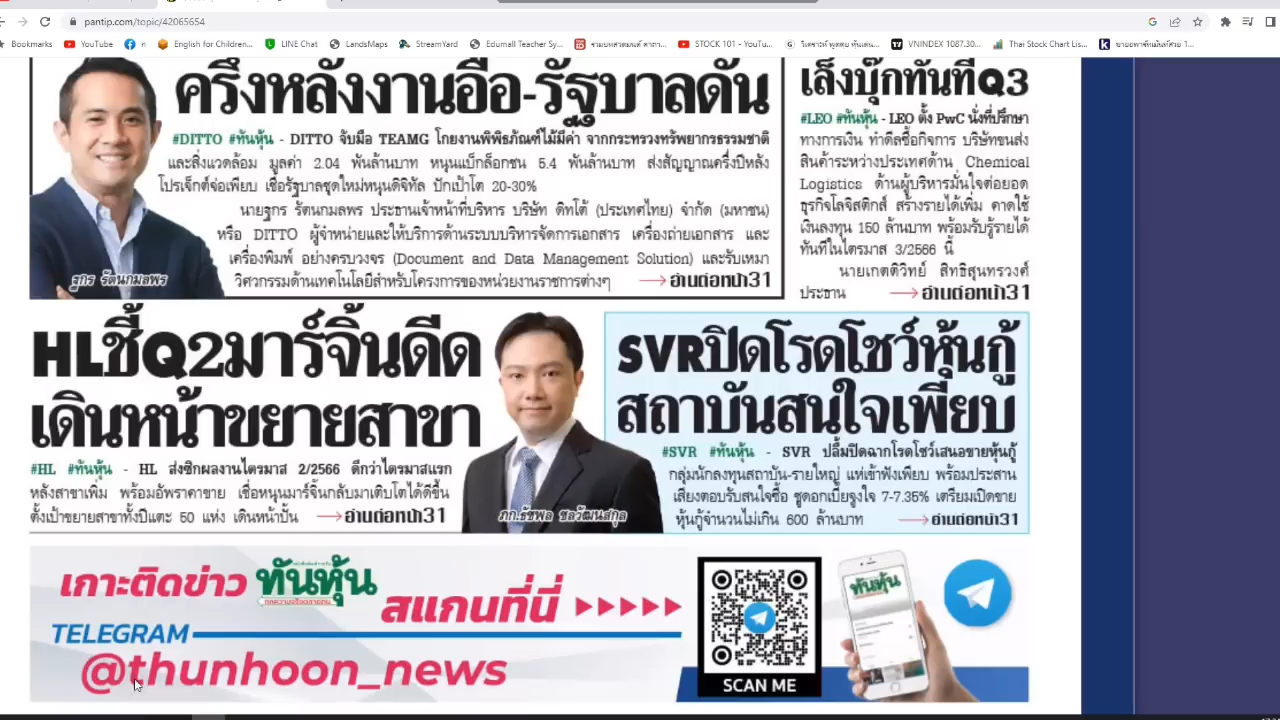 pantip.com/topic/42065654
Bookmarks YouTube English for Children... LINE Chat LandsMaps StreamYard Edumall Teacher Sy... STOCK 101 - YouTu... VNINDEX 1087.30... Thai Stock Chart Lis...
ครึ่งหลังงานอื้อ-รัฐบาลดัน
#DITTO #ทันหุ้น - DITTO จับมือ TEAMG โกยงานพิพิธภัณฑ์ไม้มีค่า จากกระทรวงทรัพยากรธรรมชาติ
และสิ่งแวดล้อม มูลค่า 2.04 พันล้านบาท หนุนแบ็กล็อกชน 5.4 พันล้านบาท ส่งสัญญาณครึ่งปีหลัง
โปรเจ็กต์จ่อเพียบ เชื่อรัฐบาลชุดใหม่หนุนดิจิทัล ปักเป้าโต 20-30%
นายฐกร รัตนกมลพร ประธานเจ้าหน้าที่บริหาร บริษัท ดิทโต้ (ประเทศไทย) จำกัด (มหาชน)
หรือ DITTO ผู้จำหน่ายและให้บริการด้านระบบบริหารจัดการเอกสาร เครื่องถ่ายเอกสาร และ
เครื่องพิมพ์ อย่างครบวงจร (Document and Data Management Solution) และรับเหมา
วิศวกรรมด้านเทคโนโลยีสำหรับโครงการของหน่วยงานราชการต่างๆ อ่านต่อหน้า31
ฐกร รัตนกมลพร
เล็งบุ๊กทันทีQ3
#LEO #ทันหุ้น - LEO ตั้ง PwC นั่งที่ปรึกษา
ทางการเงิน ทำดีลซื้อกิจการ บริษัทขนส่ง
สินค้าระหว่างประเทศด้าน Chemical
Logistics ด้านผู้บริหารมั่นใจต่อยอด
ธุรกิจโลจิสติกส์ สร้างรายได้เพิ่ม คาดใช้
เงินลงทุน 150 ล้านบาท พร้อมรับรู้รายได้
ทันทีในไตรมาส 3/2566 นี้
นายเกตติวิทย์ สิทธิสุนทรวงศ์
ประธาน อ่านต่อหน้า31
HLชี้Q2มาร์จิ้นดีด
เดินหน้าขยายสาขา
#HL #ทันหุ้น - HL ส่งซิกผลงานไตรมาส 2/2566 ดีกว่าไตรมาสแรก
หลังสาขาเพิ่ม พร้อมอัพราคาขาย เชื่อหนุนมาร์จิ้นกลับมาเติบโตได้ดีขึ้น
ตั้งเป้าขยายสาขาทั้งปีแตะ 50 แห่ง เดินหน้าปั้น อ่านต่อหน้า31
ภก.ธัชพล ชลวัฒนสกุล
SVRปิดโรดโชว์หุ้นกู้
สถาบันสนใจเพียบ
#SVR #ทันหุ้น - SVR ปลื้มปิดฉากโรดโชว์เสนอขายหุ้นกู้
กลุ่มนักลงทุนสถาบัน-รายใหญ่ แห่เข้าฟังเพียบ พร้อมประสาน
เสียงตอบรับสนใจซื้อ ชูดอกเบี้ยจูงใจ 7-7.35% เตรียมเปิดขาย
หุ้นกู้จำนวนไม่เกิน 600 ล้านบาท อ่านต่อหน้า31
เกาะติดข่าว ทันหุ้น สแกนที่นี่
TELEGRAM
@thunhoon_news
SCAN ME
ทันหุ้น